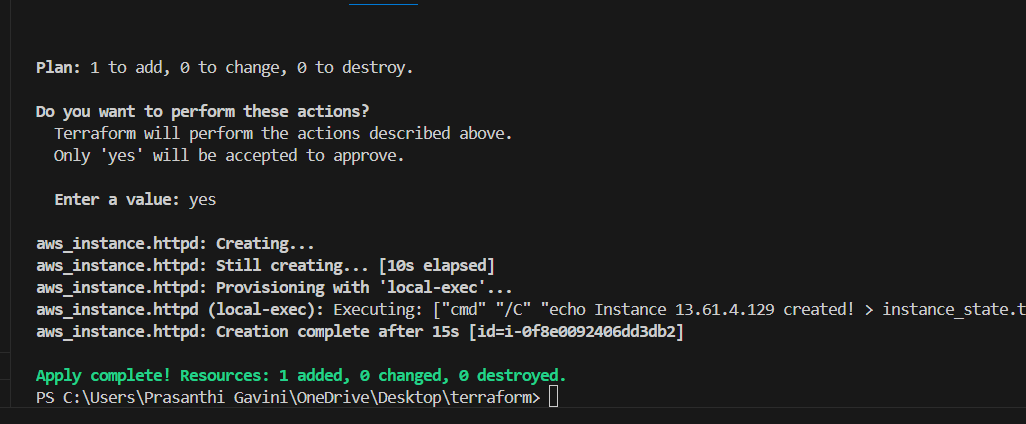 Plan: 1 to add, 0 to change, 0 to destroy.
Do you want to perform these actions?
Terraform will perform the actions described above.
Only 'yes' will be accepted to approve.
Enter a value: yes
aws_instance.httpd: Creating...
aws_instance.httpd: Still creating... [10s elapsed]
aws_instance.httpd: Provisioning with 'local-exec'...
aws_instance.httpd (local-exec): Executing: ["cmd" "/C" "echo Instance 13.61.4.129 created! > instance_state.t
aws_instance.httpd: Creation complete after 15s [id=i-0f8e0092406dd3db2]
Apply complete! Resources: 1 added, 0 changed, 0 destroyed.
PS C:\Users\Prasanthi Gavini\OneDrive\Desktop\terraform>